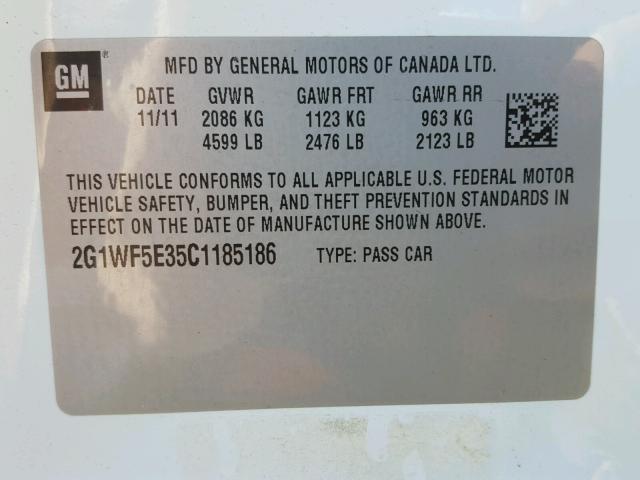 GM ®
MFD BY GENERAL MOTORS OF CANADA LTD.
DATE GVWR GAWR FRT GAWR RR
11/11 2086 KG 1123 KG 963 KG
4599 LB 2476 LB 2123 LB
THIS VEHICLE CONFORMS TO ALL APPLICABLE U.S. FEDERAL MOTOR
VEHICLE SAFETY, BUMPER, AND THEFT PREVENTION STANDARDS IN
EFFECT ON THE DATE OF MANUFACTURE SHOWN ABOVE.
2G1WF5E35C1185186 TYPE: PASS CAR